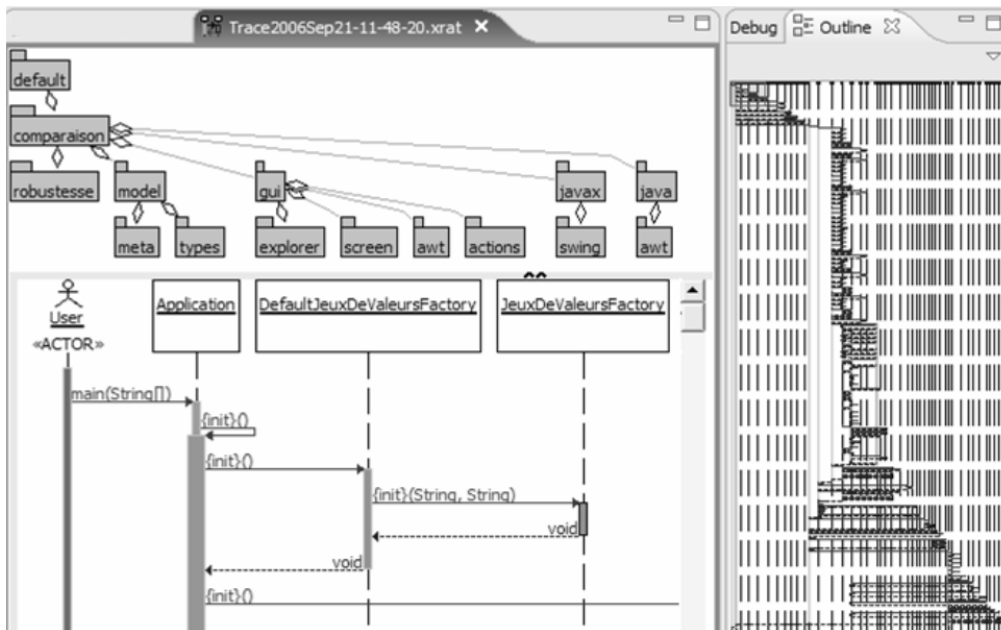 Trace2006Sep21-11-48-20.xrat
Debug Outline
default
comparaison
robustesse model gui javax java
meta types explorer screen awt actions swing awt
User
«ACTOR»
Application
DefaultJeuxDeValeursFactory
JeuxDeValeursFactory
main(String[])
{init}()
{init}()
{init}(String, String)
void
void
{init}()